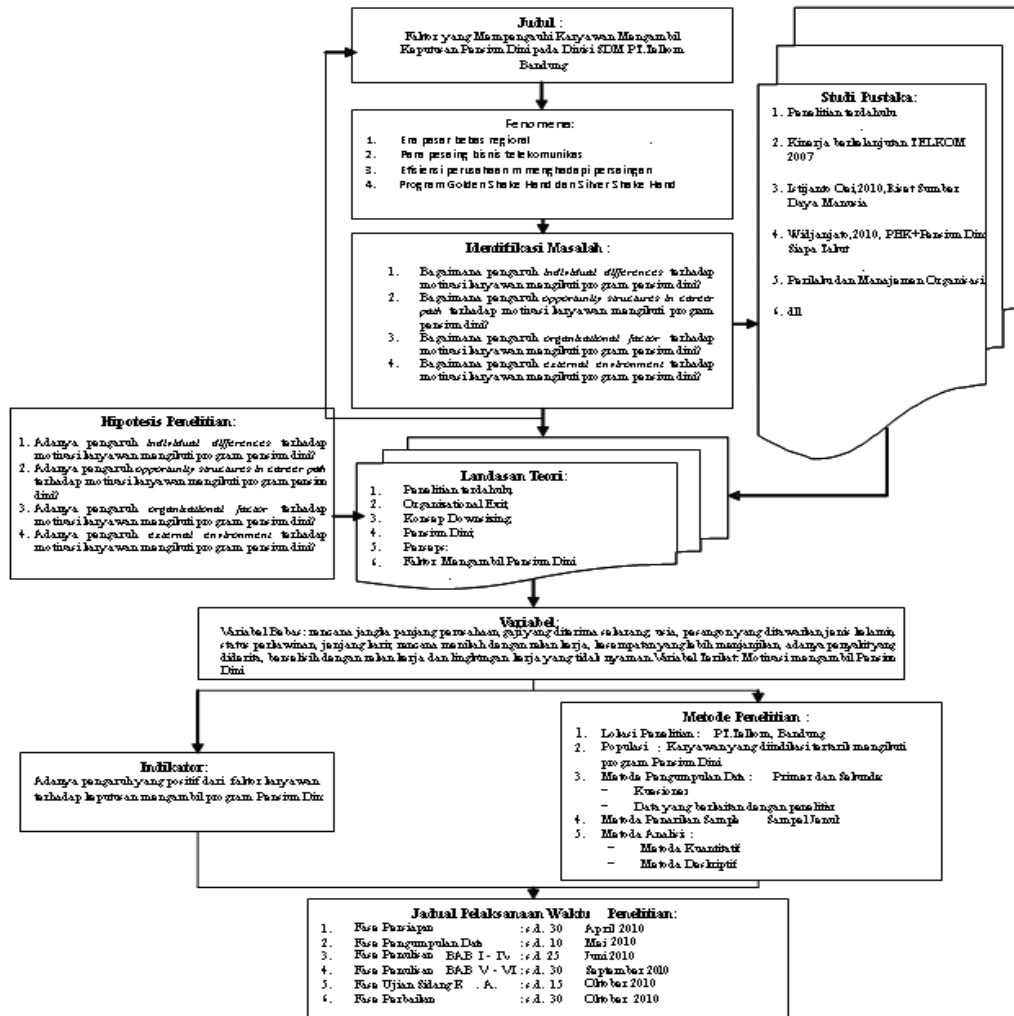 Judul :
Faktor yang Mempengauhi Karyawan Mengambil
Keputusan Pensiun Dini pada Divisi SDM PT.Telkom
Bandung
Fenomena:
1. Era pasar bebas regional
2. Para pesaing bisnis telekomunikas
3. Efisiensi perusahaan m menghadapi persaingan
4. Program Golden Shake Hand dan Silver Shake Hand
Identifikasi Masalah :
1. Bagaimana pengaruh individual differences terhadap
motivasi karyawan mengikuti program pensiun dini?
2. Bagaimana pengaruh opportunity structures in career
path terhadap motivasi karyawan mengikuti program
pensiun dini?
3. Bagaimana pengaruh organizational factor terhadap
motivasi karyawan mengikuti program pensiun dini?
4. Bagaimana pengaruh external environment terhadap
motivasi karyawan mengikuti program pensiun dini?
Studi Pustaka:
1. Penelitian terdahulu
2. Kinerja berkelanjutan TELKOM
2007
3. Istijanto Oei,2010,Riset Sumber
Daya Manusia
4. Widjanjato,2010, PHK+Pensiun Dini
Siapa Takut
5. Perilaku dan Manajemen Organisasi
6. dll
Hipotesis Penelitian:
1. Adanya pengaruh individual differences terhadap
motivasi karyawan mengikuti program pensiun dini?
2. Adanya pengaruh opportunity structures in career path
terhadap motivasi karyawan mengikuti program pensiun
dini?
3. Adanya pengaruh organizational factor terhadap
motivasi karyawan mengikuti program pensiun dini?
4. Adanya pengaruh external environment terhadap
motivasi karyawan mengikuti program pensiun dini?
Landasan Teori:
1. Penelitian terdahulu
2. Organisational Exit
3. Konsep Downsizing
4. Pensiun Dini
5. Persepsi
6. Faktor Mengambil Pensiun Dini
Variabel:
Variabel Bebas: rencana jangka panjang perusahaan, gaji yang diterima sekarang, usia, pesangon yang ditawarkan, jenis kelamin,
status perkawinan, jenjang karir, rencana menikah dengan rekan kerja, kesempatan yang lebih menjanjikan, adanya penyakit yang
diderita, berselisih dengan rekan kerja dan lingkungan kerja yang tidak nyaman. Variabel Terikat: Motivasi mengambil Pensiun
Dini
Indikator:
Adanya pengaruh yang positif dari faktor karyawan
terhadap keputusan mengambil program Pensiun Din
Metode Penelitian :
1. Lokasi Penelitian : PT.Telkom, Bandung
2. Populasi : Karyawan yang diindikasi tertarik mengikuti
program Pensiun Dini
3. Metoda Pengumpulan Data : Primer dan Sekunder
– Kuesioner
– Data yang berkaitan dengan penelitian
4. Metoda Penarikan Sampel Sampel Jenuh
5. Metoda Analisi :
– Metoda Kuantitatif
– Metoda Deskriptif
Jadual Pelaksanaan Waktu Penelitian:
1. Fase Persiapan : s.d. 30 April 2010
2. Fase Pengumpulan Data : s.d. 10 Mei 2010
3. Fase Penulisan BAB I - IV : s.d. 25 Juni 2010
4. Fase Penulisan BAB V - VI : s.d. 30 September 2010
5. Fase Ujian Sidang K . A. : s.d. 15 Oktober 2010
6. Fase Perbaikan : s.d. 30 Oktober 2010